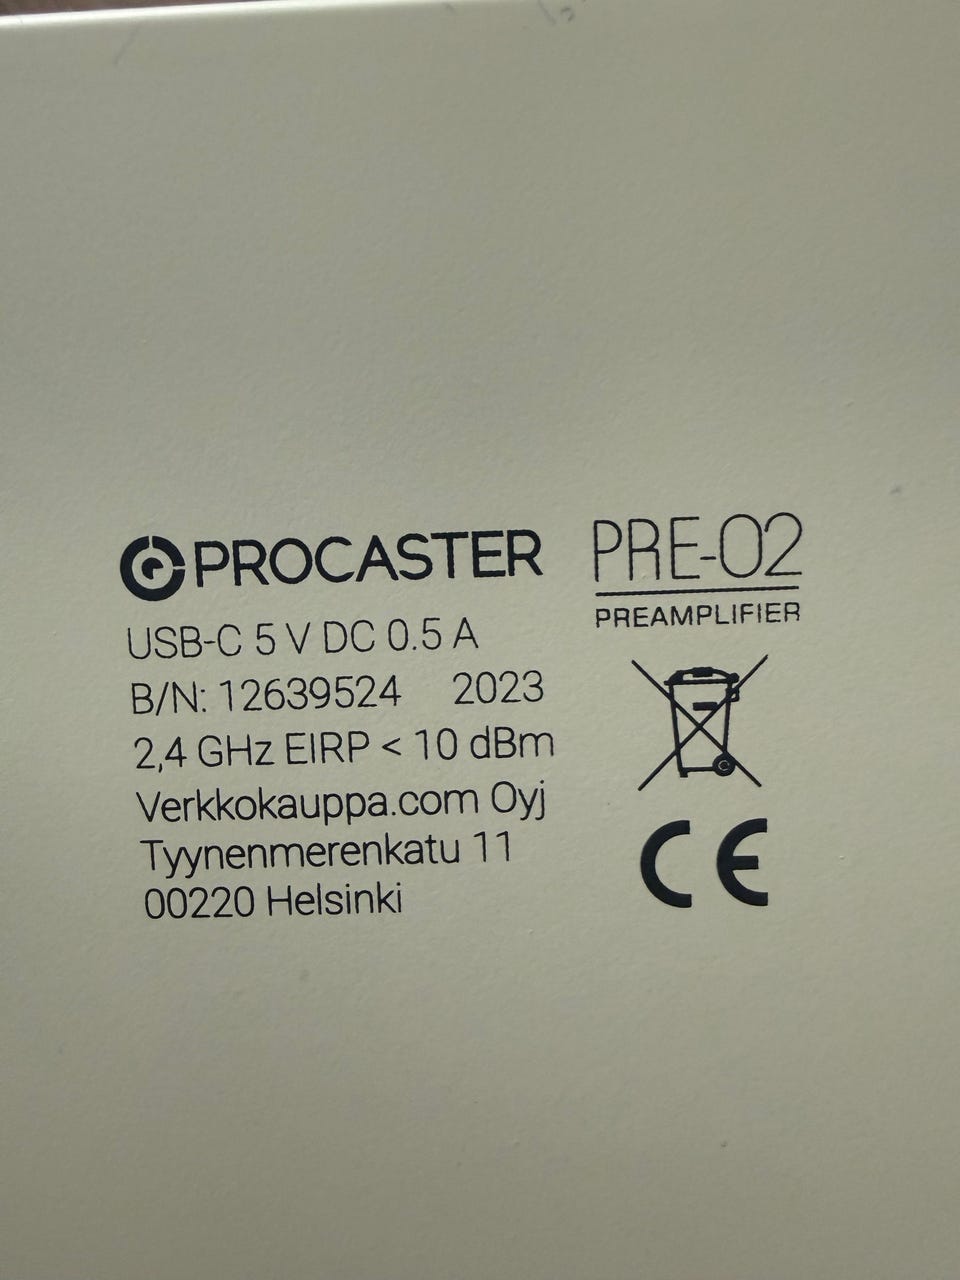 PROCASTER
USB-C 5 V DC 0.5 A
B/N: 12639524 2023
2,4 GHz EIRP < 10 dBm
Verkkokauppa.com Oyj
Tyynenmerenkatu 11
00220 Helsinki
PRE-02
PREAMPLIFIER
CE